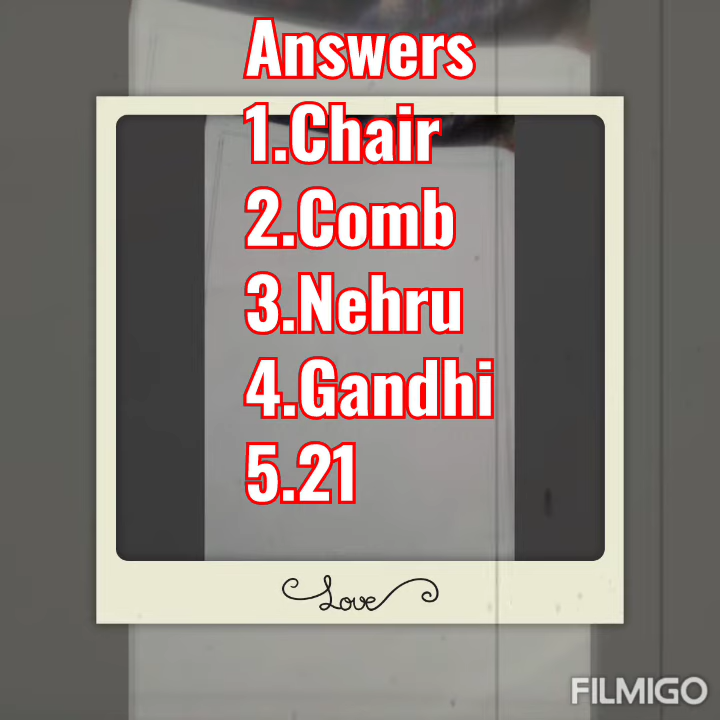 Answers
1.Chair
2.Comb
3.Nehru
4.Gandhi
5.21
Love
FILMIGO